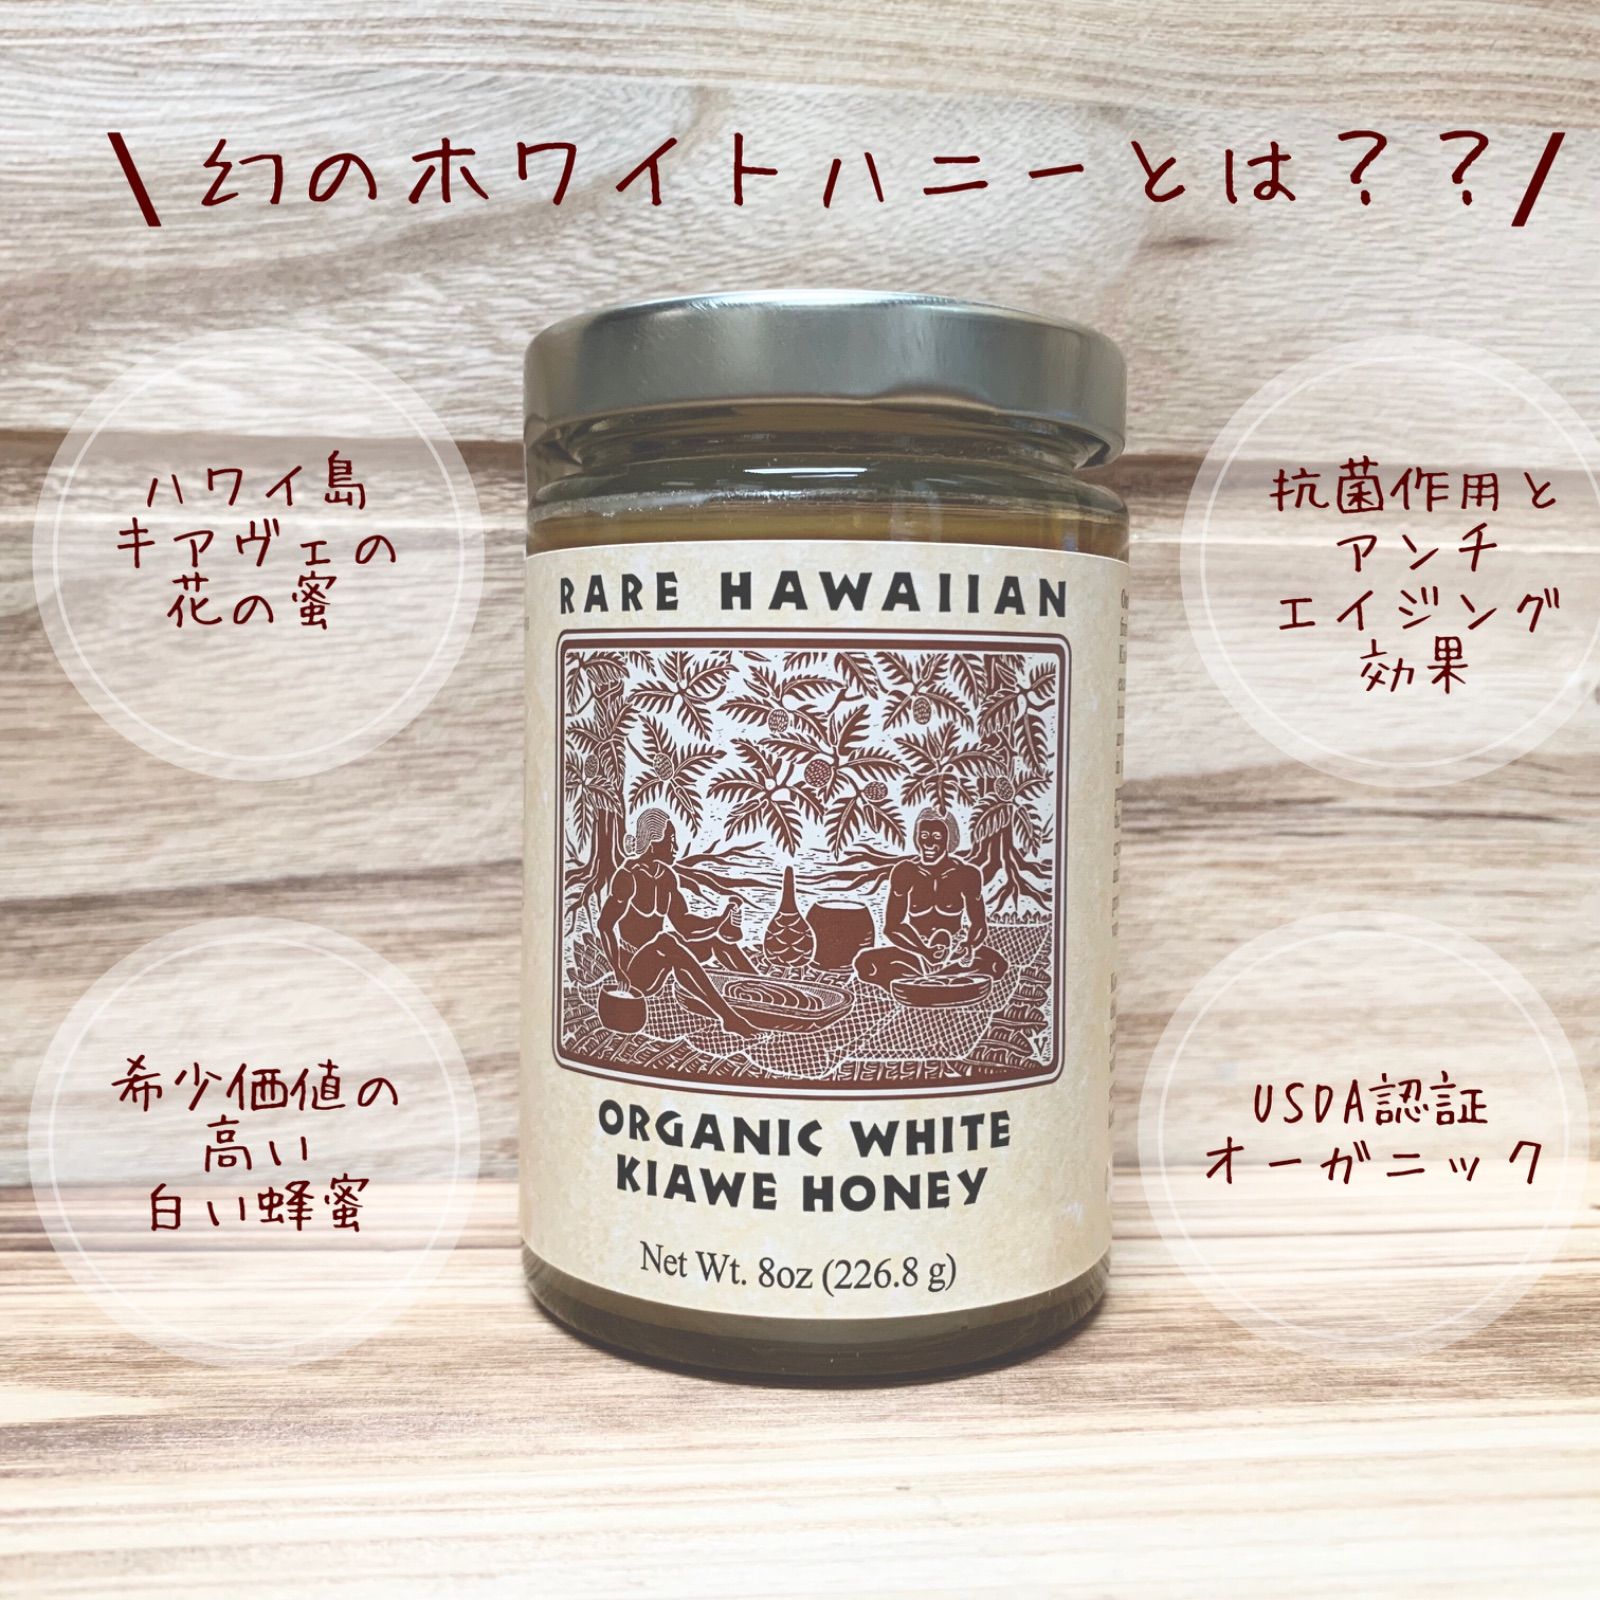 \幻のホワイトハニーとは??/
ハワイ島
キアヴェの
花の蜜
抗菌作用と
アンチ
エイジング
効果
RARE HAWAIIAN
ORGANIC WHITE
KIAWE HONEY
Net Wt. 8oz (226.8 g)
希少価値の
高い
白い蜂蜜
USDA認証
オーガニック